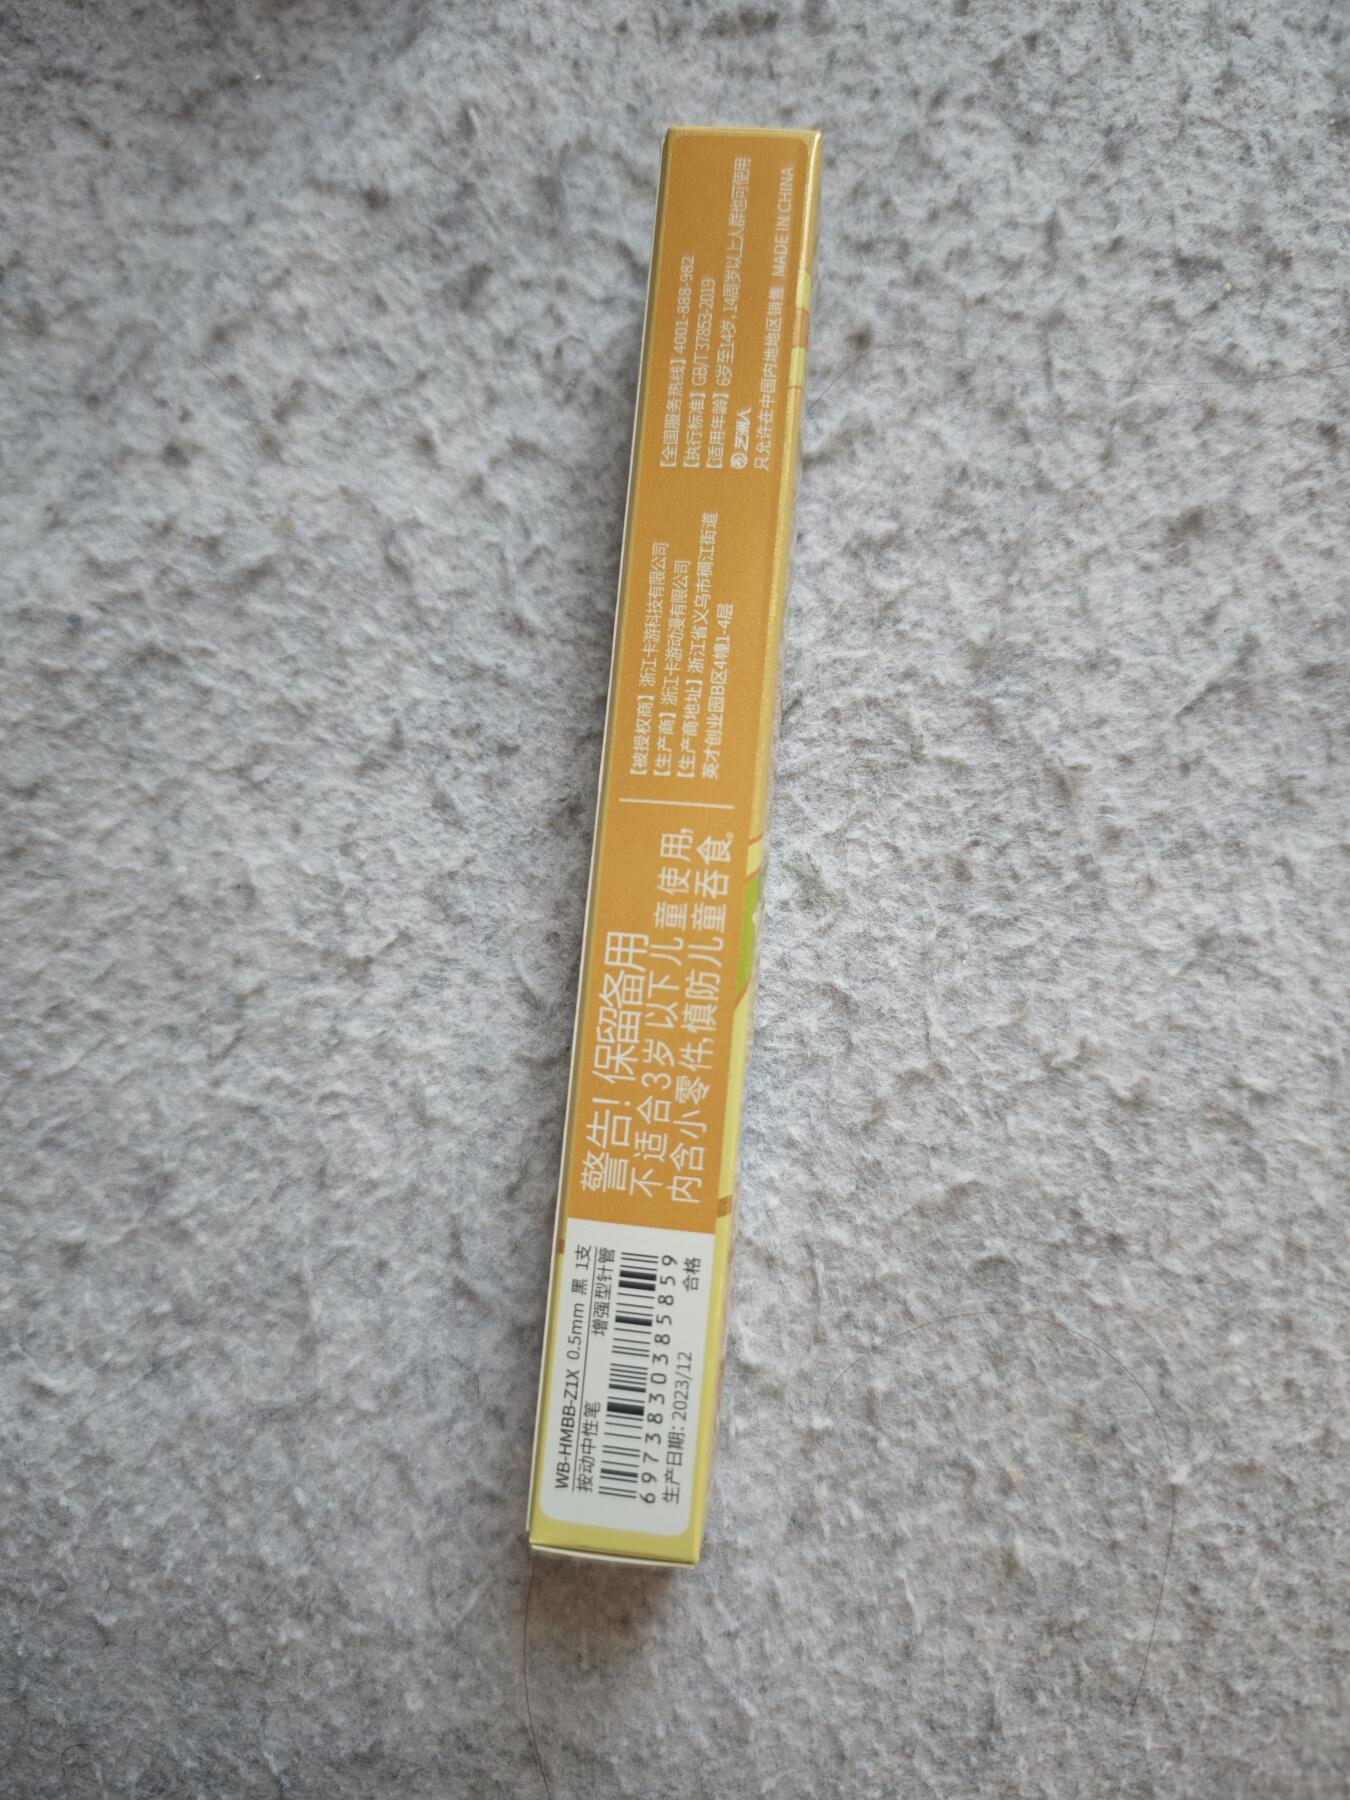 WB-HMBB-Z1X 0.5mm 黑 1支
按动中性笔 增强型针管
6973830385859
生产日期: 2023/12 合格
警告! 保留备用
不适合3岁以下儿童使用,
内含小零件,慎防儿童吞食。
【被授权商】浙江卡游科技有限公司
【生产商】浙江卡游动漫有限公司
【生产商地址】浙江省义乌市稠江街道
英才创业园B区4幢1-4层
【全国服务热线】4001-888-982
【执行标准】GB/T 37853-2019
【适用年龄】6岁至14岁,14周岁以上人群也可使用
艺洲人
只允许在中国内地地区销售 MADE IN CHINA